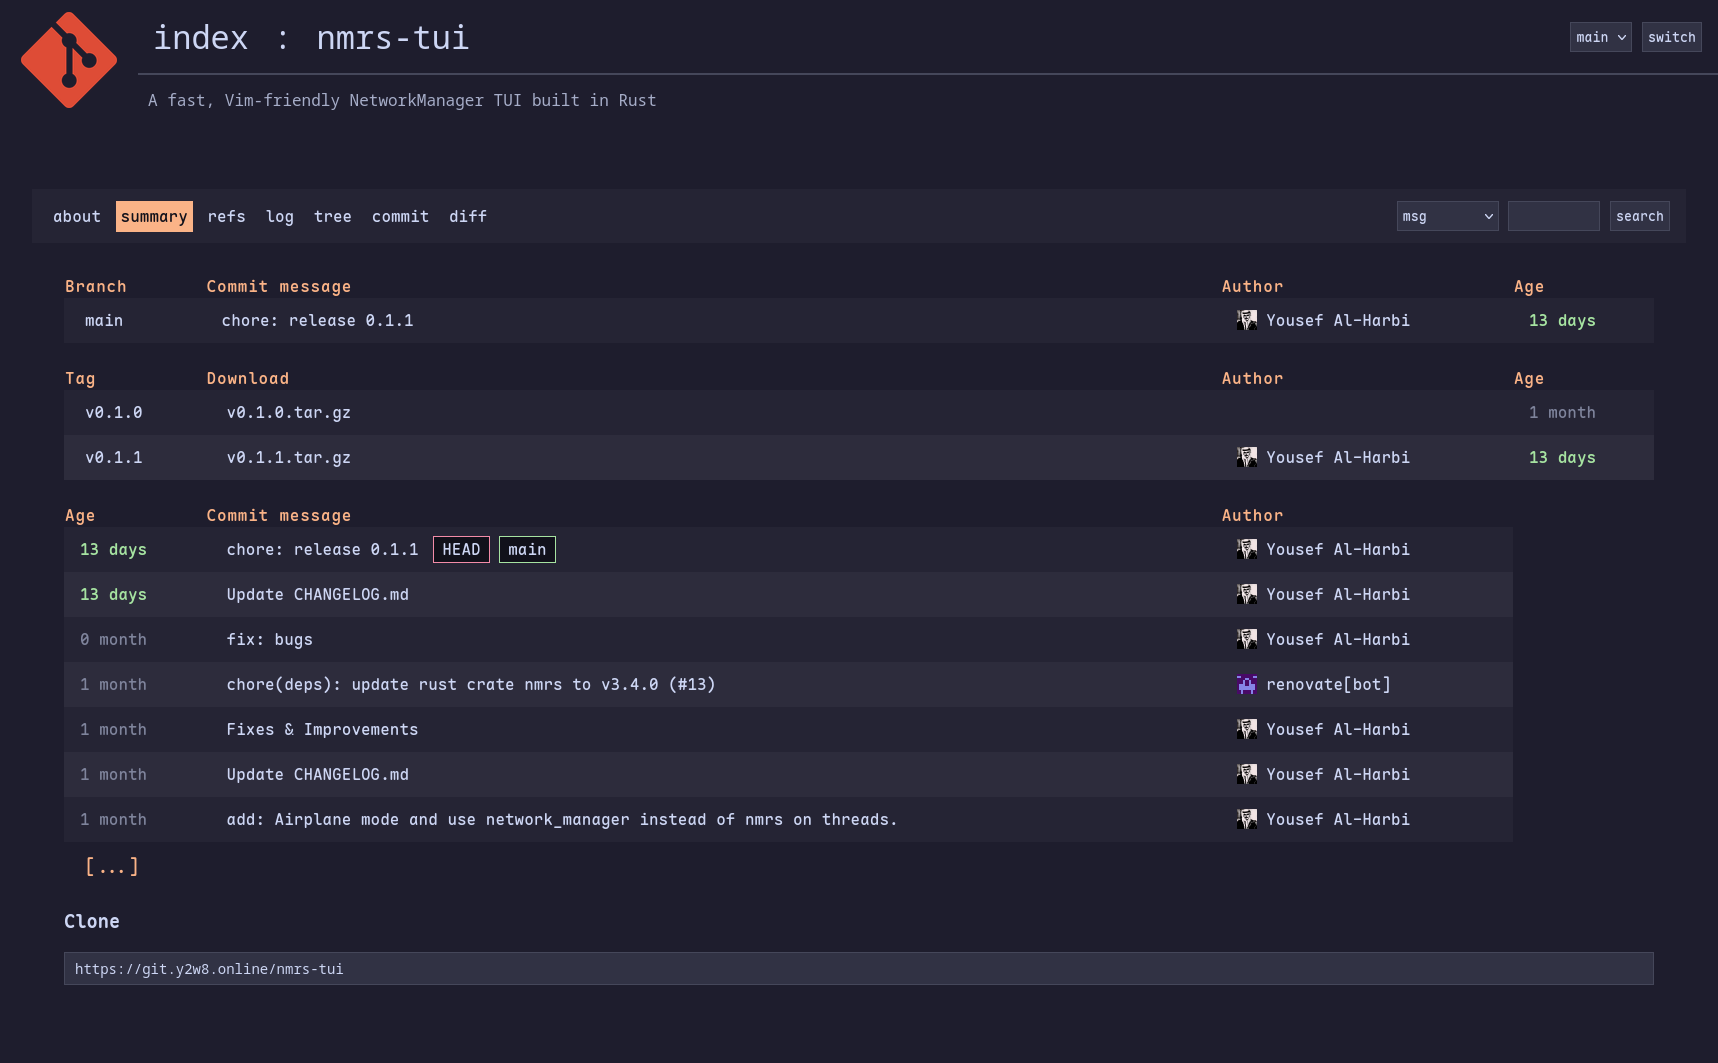 index : nmrs-tui
main switch
A fast, Vim-friendly NetworkManager TUI built in Rust
about summary refs log tree commit diff msg search
Branch Commit message Author Age
main chore: release 0.1.1 Yousef Al-Harbi 13 days
Tag Download Author Age
v0.1.0 v0.1.0.tar.gz 1 month
v0.1.1 v0.1.1.tar.gz Yousef Al-Harbi 13 days
Age Commit message Author
13 days chore: release 0.1.1 HEAD main Yousef Al-Harbi
13 days Update CHANGELOG.md Yousef Al-Harbi
0 month fix: bugs Yousef Al-Harbi
1 month chore(deps): update rust crate nmrs to v3.4.0 (#13) renovate[bot]
1 month Fixes & Improvements Yousef Al-Harbi
1 month Update CHANGELOG.md Yousef Al-Harbi
1 month add: Airplane mode and use network_manager instead of nmrs on threads. Yousef Al-Harbi
[...]
Clone
https://git.y2w8.online/nmrs-tui